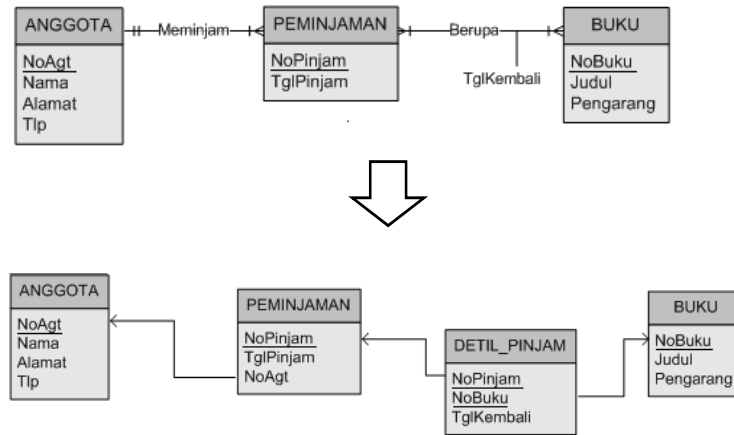 ANGGOTA
NoAgt
Nama
Alamat
Tlp
Meminjam
PEMINJAMAN
NoPinjam
TglPinjam
Berupa
TglKembali
BUKU
NoBuku
Judul
Pengarang
ANGGOTA
NoAgt
Nama
Alamat
Tlp
PEMINJAMAN
NoPinjam
TglPinjam
NoAgt
DETIL_PINJAM
NoPinjam
NoBuku
TglKembali
BUKU
NoBuku
Judul
Pengarang